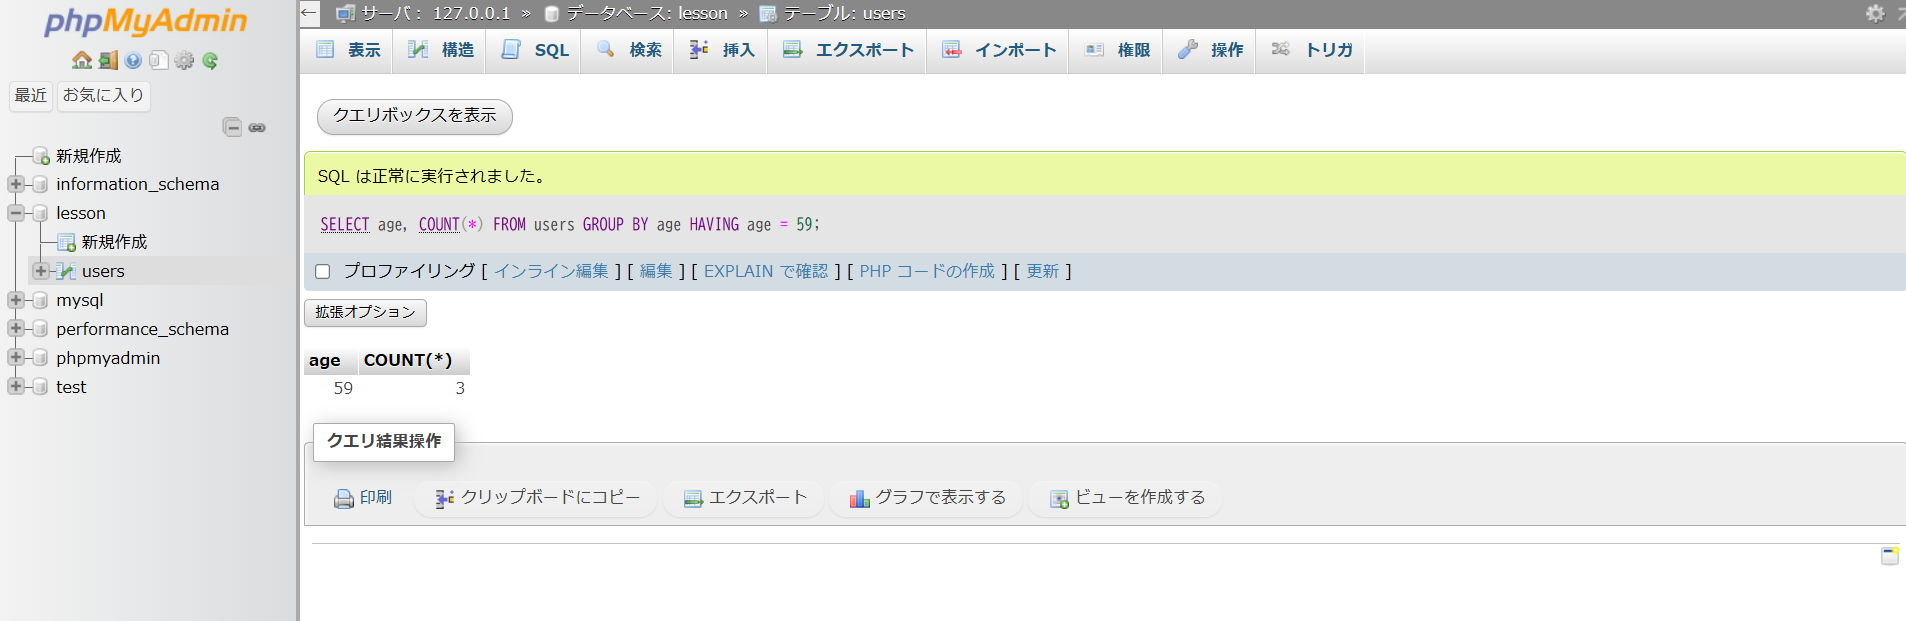 phpMyAdmin
最近 お気に入り
新規作成
information_schema
lesson
新規作成
users
mysql
performance_schema
phpmyadmin
test
← サーバ: 127.0.0.1 » データベース: lesson » テーブル: users
表示 構造 SQL 検索 挿入 エクスポート インポート 権限 操作 トリガ
クエリボックスを表示
SQL は正常に実行されました。
SELECT age, COUNT(*) FROM users GROUP BY age HAVING age = 59;
プロファイリング [ インライン編集 ] [ 編集 ] [ EXPLAIN で確認 ] [ PHP コードの作成 ] [ 更新 ]
拡張オプション
age COUNT(*)
59 3
クエリ結果操作
印刷 クリップボードにコピー エクスポート グラフで表示する ビューを作成する